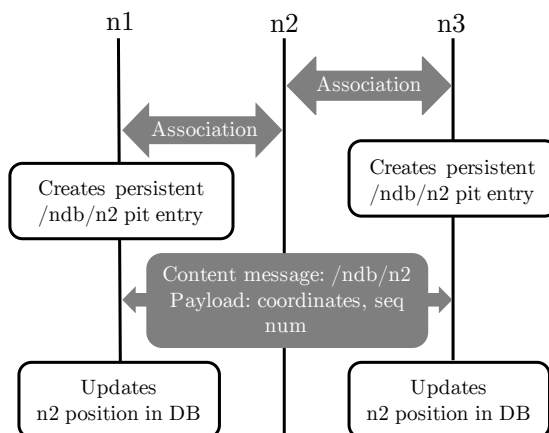 n1 n2 n3
Association
Association
Creates persistent
/ndb/n2 pit entry
Creates persistent
/ndb/n2 pit entry
Content message: /ndb/n2
Payload: coordinates, seq
num
Updates
n2 position in DB
Updates
n2 position in DB